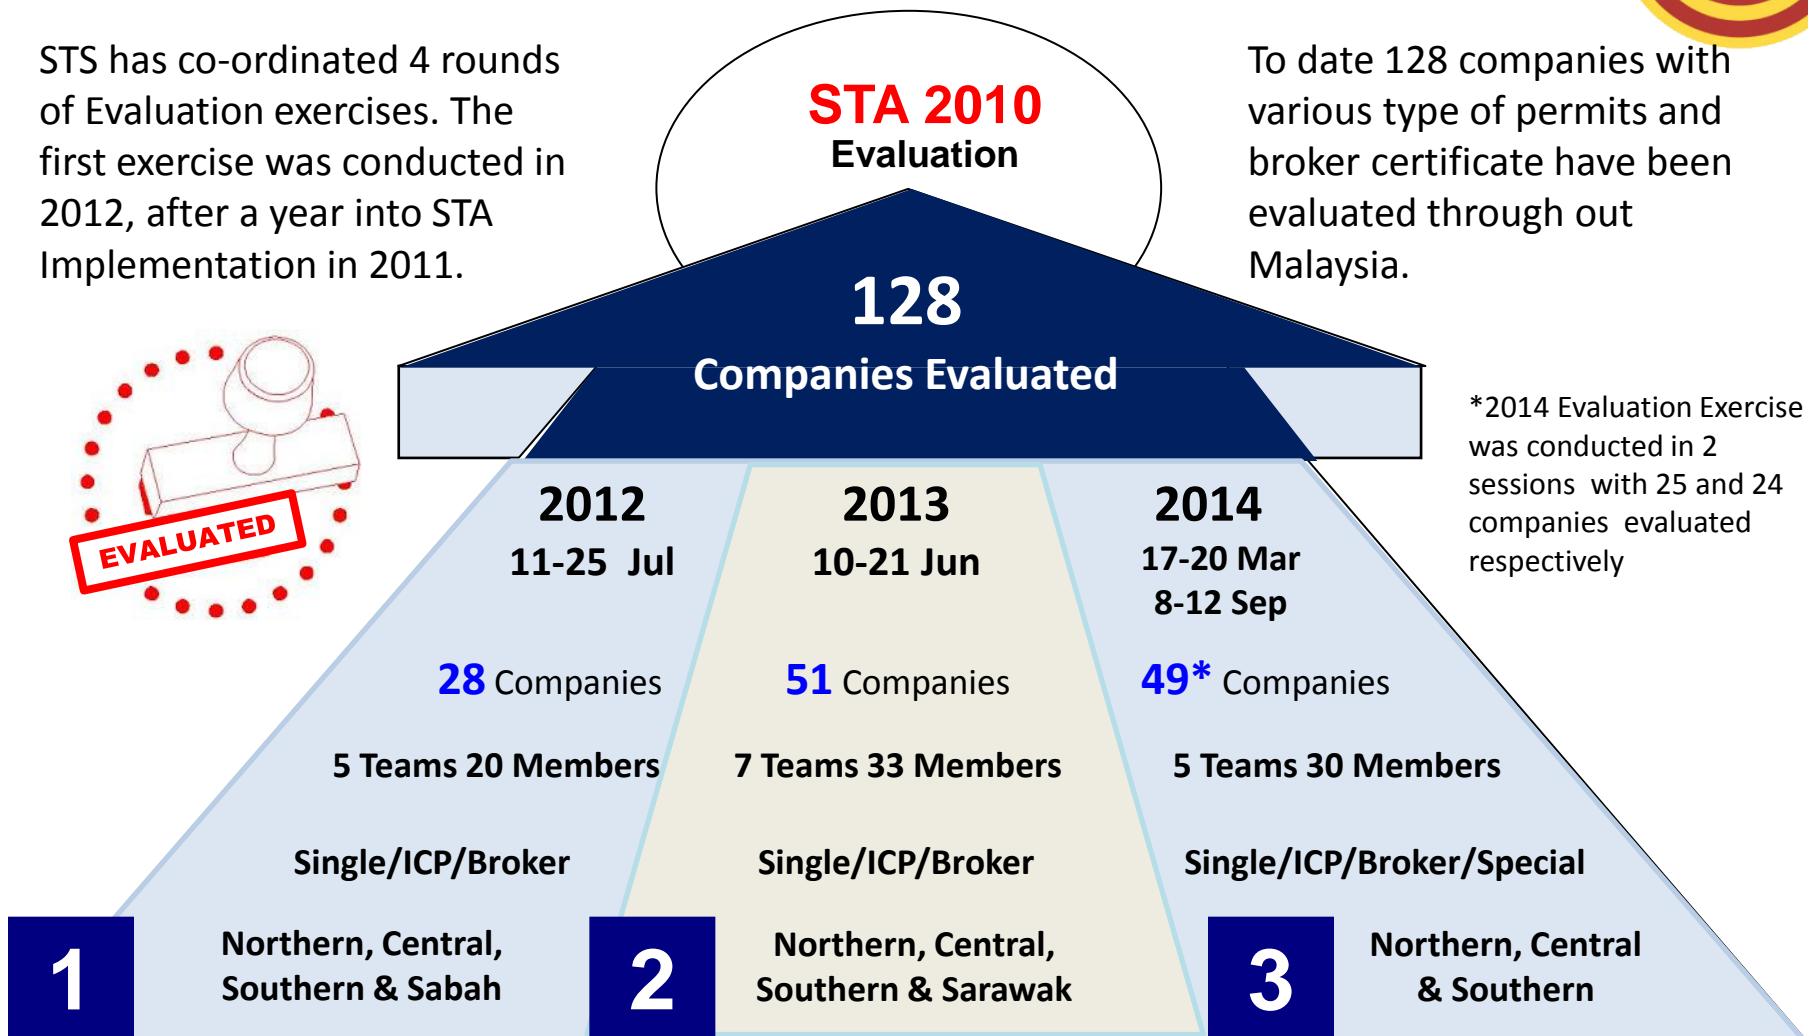 STS has co-ordinated 4 rounds
of Evaluation exercises. The
first exercise was conducted in
2012, after a year into STA
Implementation in 2011.
STA 2010
Evaluation
To date 128 companies with
various type of permits and
broker certificate have been
evaluated through out
Malaysia.
128
Companies Evaluated
*2014 Evaluation Exercise
was conducted in 2
sessions with 25 and 24
companies evaluated
respectively
EVALUATED
2012
11-25 Jul
28 Companies
5 Teams 20 Members
Single/ICP/Broker
Northern, Central,
Southern & Sabah
1
2013
10-21 Jun
51 Companies
7 Teams 33 Members
Single/ICP/Broker
Northern, Central,
Southern & Sarawak
2
2014
17-20 Mar
8-12 Sep
49* Companies
5 Teams 30 Members
Single/ICP/Broker/Special
Northern, Central
& Southern
3